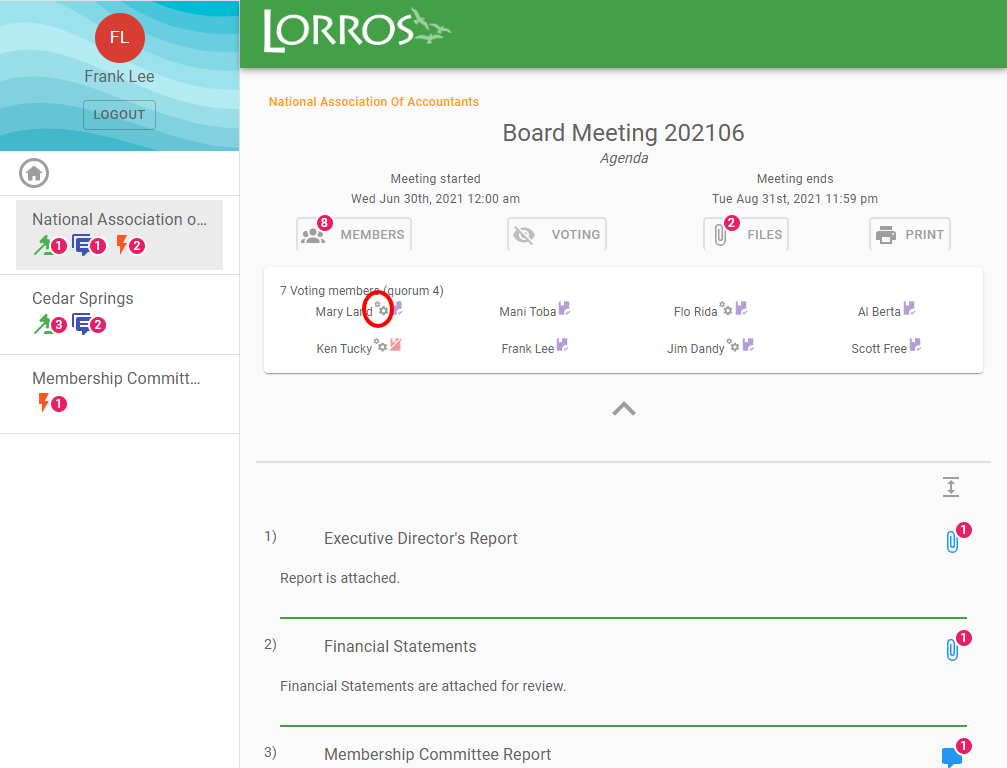 FL
Frank Lee
LOGOUT
National Association o...
1 1 2
Cedar Springs
3 2
Membership Committ...
1
LORROS
National Association Of Accountants
Board Meeting 202106
Agenda
Meeting started Meeting ends
Wed Jun 30th, 2021 12:00 am Tue Aug 31st, 2021 11:59 pm
8 MEMBERS VOTING 2 FILES PRINT
7 Voting members (quorum 4)
Mary Land Mani Toba Flo Rida Al Berta
Ken Tucky Frank Lee Jim Dandy Scott Free
1) Executive Director's Report 1
Report is attached.
2) Financial Statements 1
Financial Statements are attached for review.
3) Membership Committee Report 1